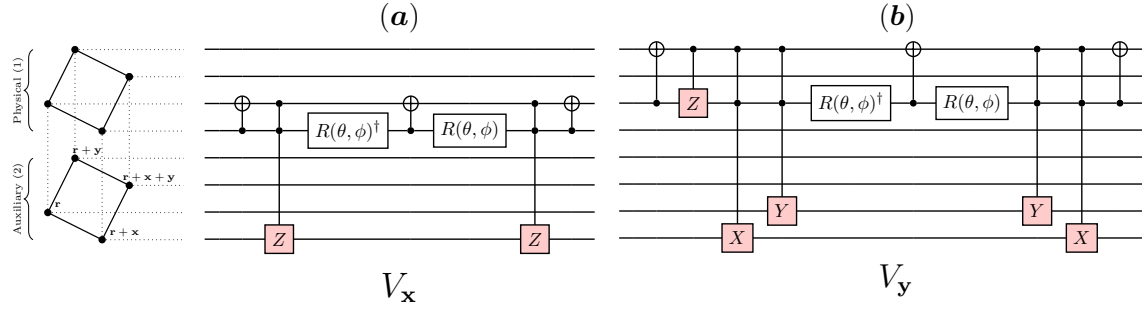 (a)
(b)
Physical (1)
Auxiliary (2)
r + y
r + x + y
r
r + x
R(θ, ϕ)†
R(θ, ϕ)
Z
Z
V_x
Z
R(θ, ϕ)†
R(θ, ϕ)
Y
Y
X
X
V_y